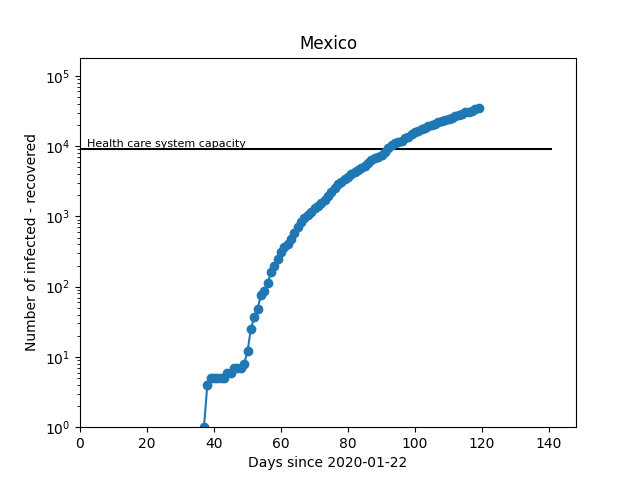 Mexico
Number of infected - recovered
10^5
10^4
10^3
10^2
10^1
10^0
Health care system capacity
0 20 40 60 80 100 120 140
Days since 2020-01-22